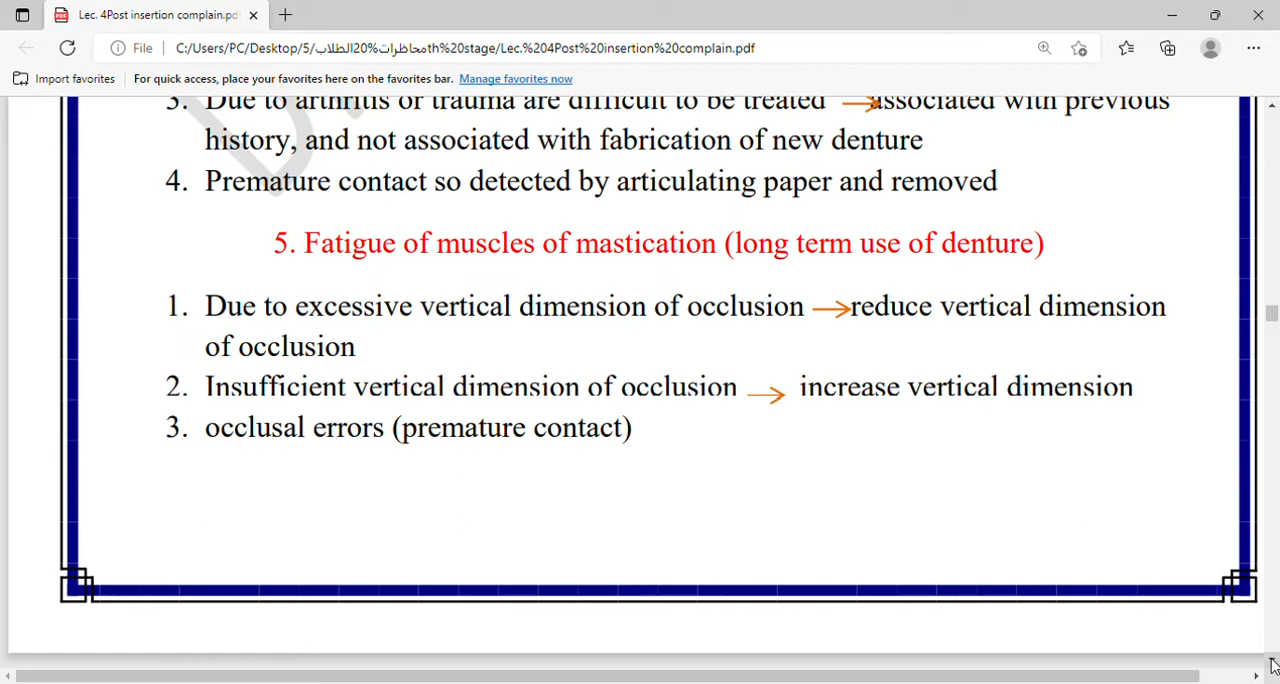 Lec. 4Post insertion complain.pd
File
C:/Users/PC/Desktop/5/محاظرات%20الطلاب/th%20stage/Lec.%204Post%20insertion%20complain.pdf
Import favorites
For quick access, place your favorites here on the favorites bar. Manage favorites now
3. Due to arthritis or trauma are difficult to be treated → associated with previous
history, and not associated with fabrication of new denture
4. Premature contact so detected by articulating paper and removed
5. Fatigue of muscles of mastication (long term use of denture)
1. Due to excessive vertical dimension of occlusion → reduce vertical dimension
of occlusion
2. Insufficient vertical dimension of occlusion → increase vertical dimension
3. occlusal errors (premature contact)